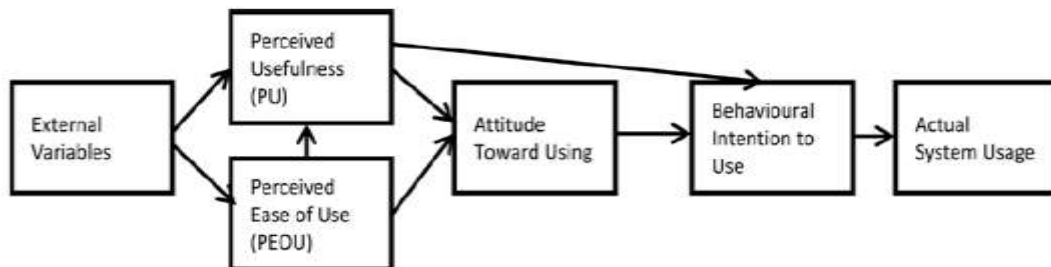 External
Variables
Perceived
Usefulness
(PU)
Perceived
Ease of Use
(PEDU)
Attitude
Toward Using
Behavioural
Intention to
Use
Actual
System Usage